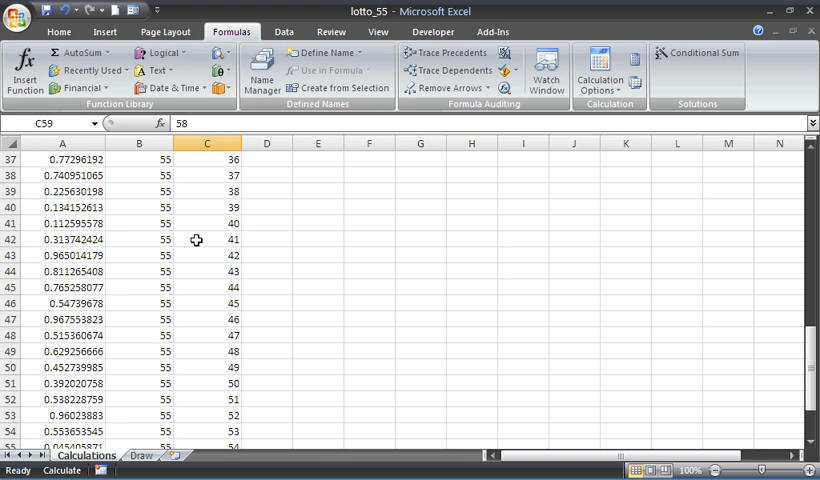 lotto_55 - Microsoft Excel
Home Insert Page Layout Formulas Data Review View Developer Add-Ins
fx Σ AutoSum Logical Define Name Trace Precedents Conditional Sum
Insert Function Recently Used Text Name Manager Use in Formula Trace Dependents Watch Window Calculation Options
Financial Date & Time Create from Selection Remove Arrows
Function Library Defined Names Formula Auditing Calculation Solutions
C59 fx 58
A B C D E F G H I J K L M N
37 0.77296192 55 36
38 0.740951065 55 37
39 0.225630198 55 38
40 0.134152613 55 39
41 0.112595578 55 40
42 0.313742424 55 41
43 0.965014179 55 42
44 0.811265408 55 43
45 0.765258077 55 44
46 0.54739678 55 45
47 0.967553823 55 46
48 0.515360674 55 47
49 0.629256666 55 48
50 0.452739985 55 49
51 0.392020758 55 50
52 0.538228759 55 51
53 0.96023883 55 52
54 0.553653545 55 53
55 0.045405871 55 54
Calculations Draw
Ready Calculate 100%